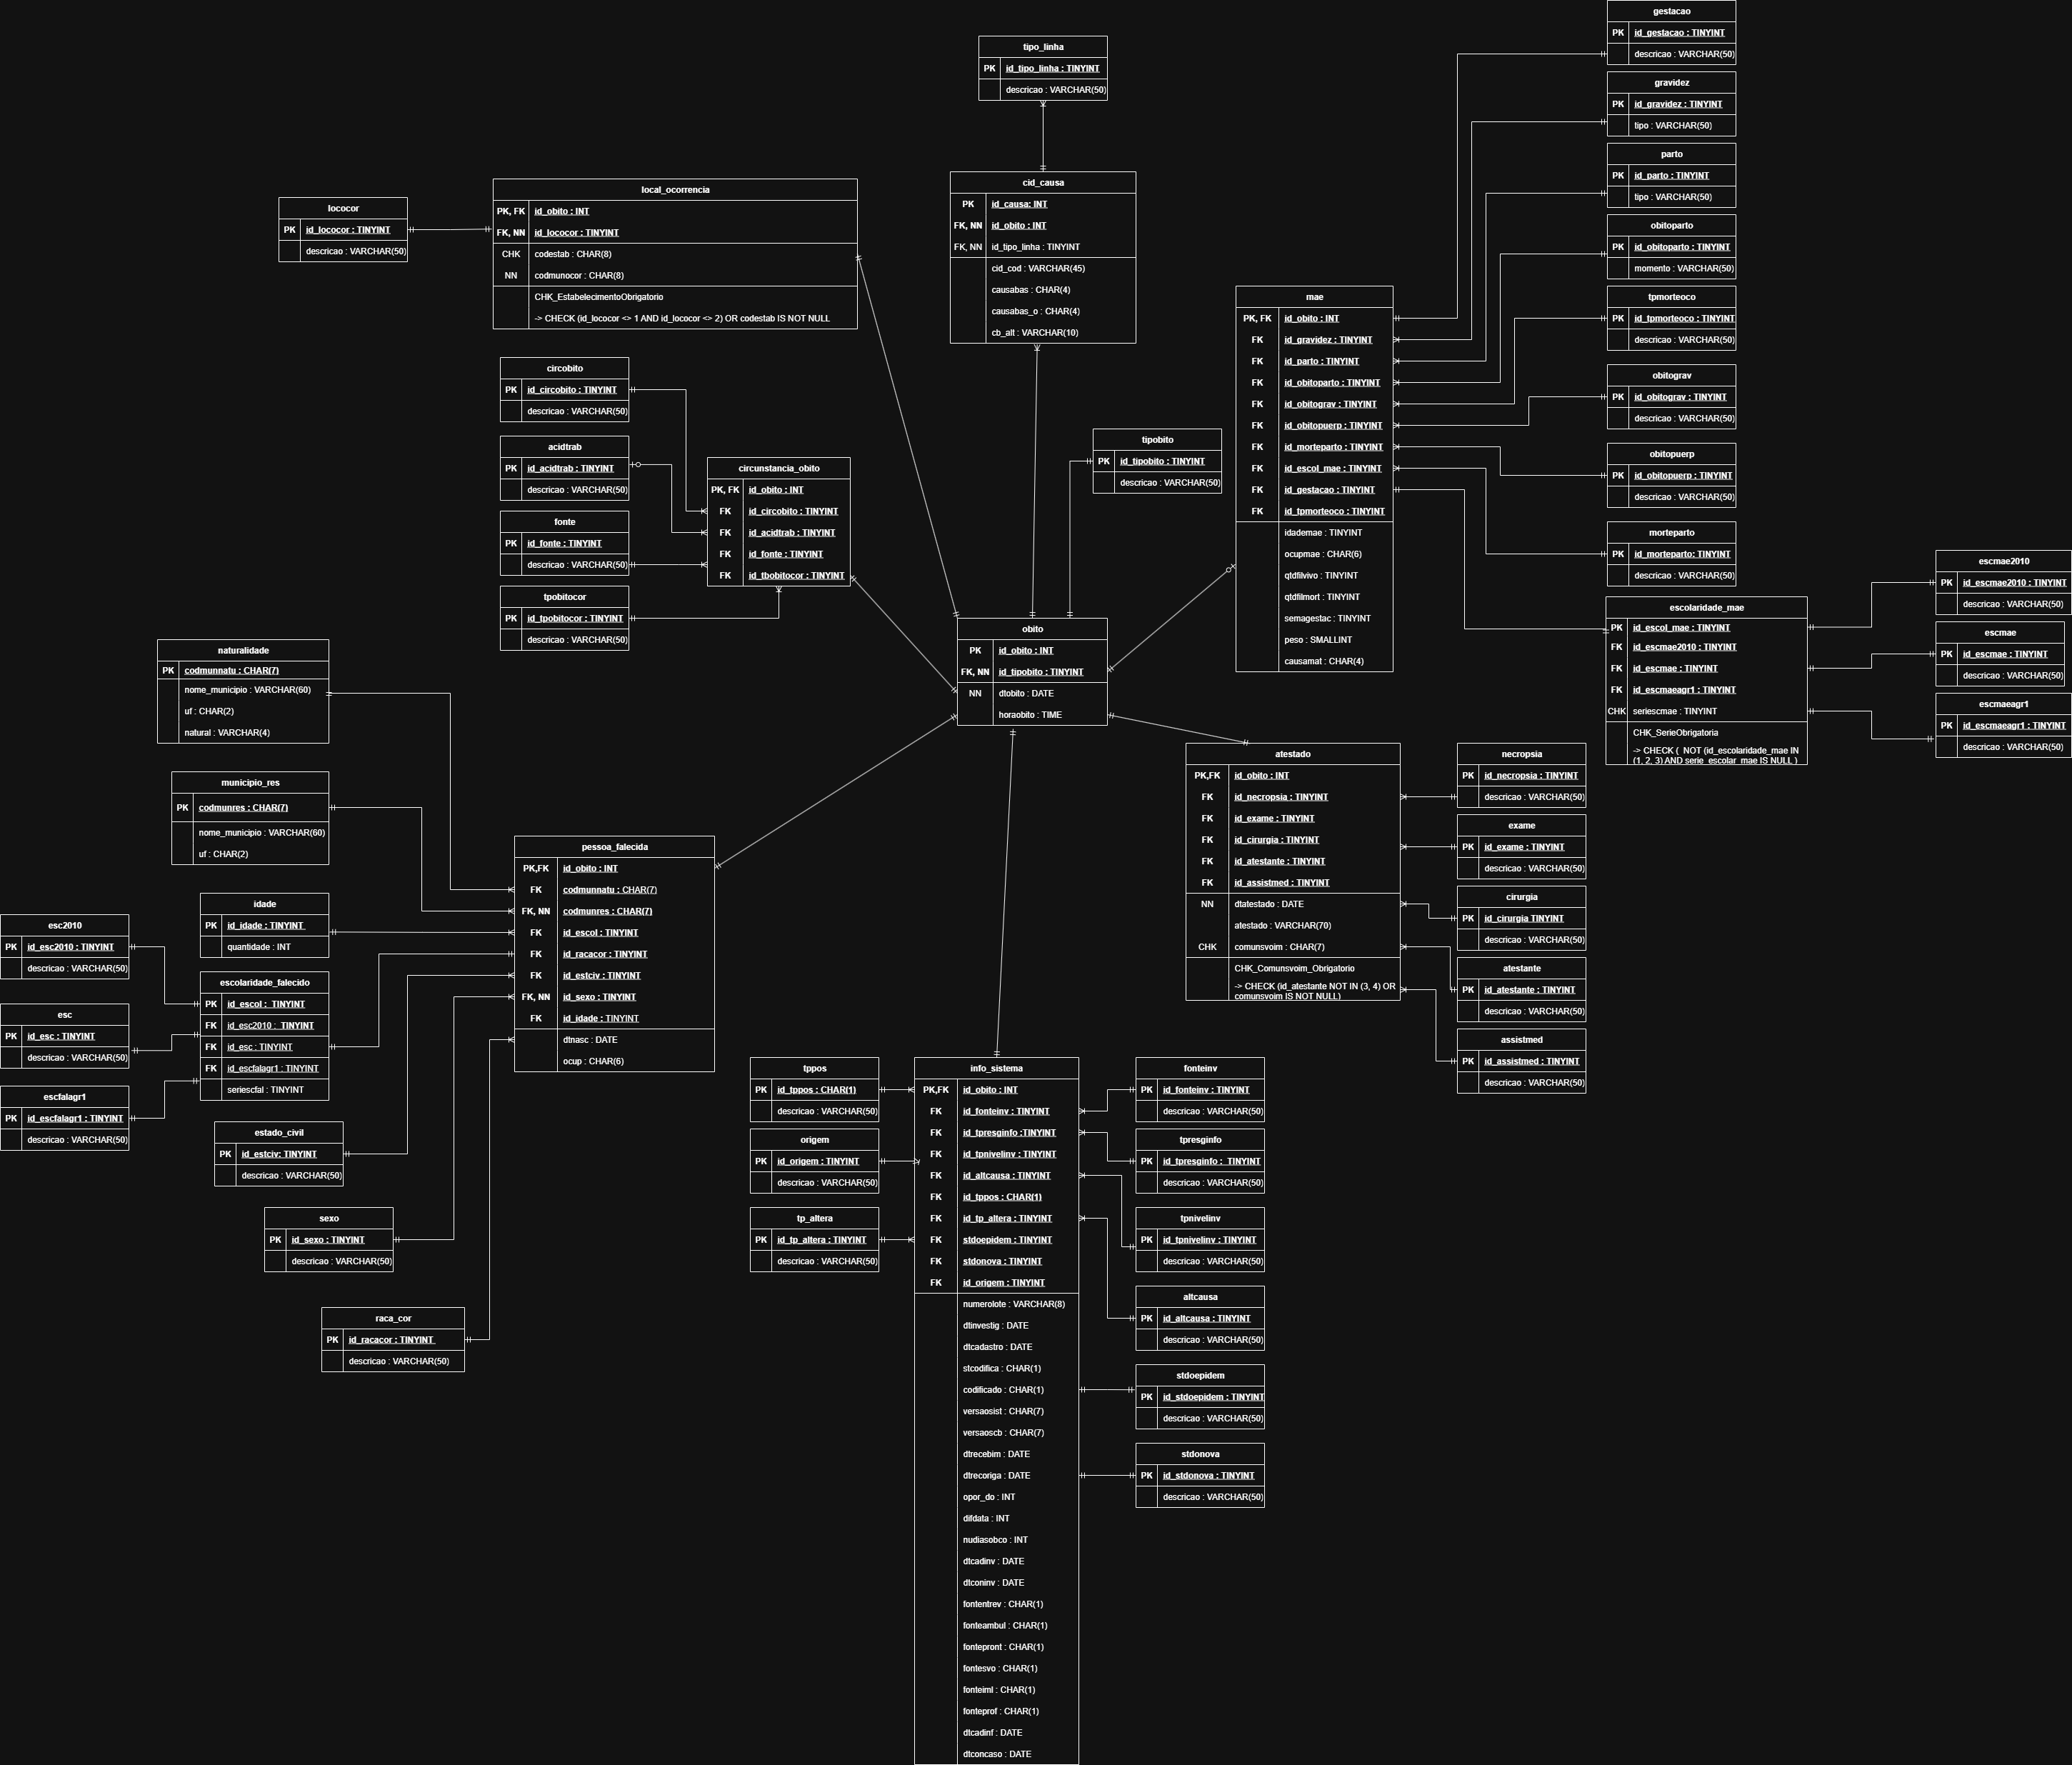 gestacao
PK id_gestacao : TINYINT
descricao : VARCHAR(50)
gravidez
PK id_gravidez : TINYINT
tipo : VARCHAR(50)
parto
PK id_parto : TINYINT
tipo : VARCHAR(50)
obitoparto
PK id_obitoparto : TINYINT
momento : VARCHAR(50)
tpmorteoco
PK id_tpmorteoco : TINYINT
descricao : VARCHAR(50)
obitograv
PK id_obitograv : TINYINT
descricao : VARCHAR(50)
obitopuerp
PK id_obitopuerp : TINYINT
descricao : VARCHAR(50)
morteparto
PK id_morteparto: TINYINT
descricao : VARCHAR(50)
tipo_linha
PK id_tipo_linha : TINYINT
descricao : VARCHAR(50)
cid_causa
PK id_causa: INT
FK, NN id_obito : INT
FK, NN id_tipo_linha : TINYINT
cid_cod : VARCHAR(45)
causabas : CHAR(4)
causabas_o : CHAR(4)
cb_alt : VARCHAR(10)
lococor
PK id_lococor : TINYINT
descricao : VARCHAR(50)
local_ocorrencia
PK, FK id_obito : INT
FK, NN id_lococor : TINYINT
CHK codestab : CHAR(8)
NN codmunocor : CHAR(8)
CHK_EstabelecimentoObrigatorio
-> CHECK (id_lococor <> 1 AND id_lococor <> 2) OR codestab IS NOT NULL
circobito
PK id_circobito : TINYINT
descricao : VARCHAR(50)
acidtrab
PK id_acidtrab : TINYINT
descricao : VARCHAR(50)
fonte
PK id_fonte : TINYINT
descricao : VARCHAR(50)
tpobitocor
PK id_tpobitocor : TINYINT
descricao : VARCHAR(50)
circunstancia_obito
PK, FK id_obito : INT
FK id_circobito : TINYINT
FK id_acidtrab : TINYINT
FK id_fonte : TINYINT
FK id_tbobitocor : TINYINT
tipobito
PK id_tipobito : TINYINT
descricao : VARCHAR(50)
mae
PK, FK id_obito : INT
FK id_gravidez : TINYINT
FK id_parto : TINYINT
FK id_obitoparto : TINYINT
FK id_obitograv : TINYINT
FK id_obitopuerp : TINYINT
FK id_morteparto : TINYINT
FK id_escol_mae : TINYINT
FK id_gestacao : TINYINT
FK id_tpmorteoco : TINYINT
idademae : TINYINT
ocupmae : CHAR(6)
qtdfilvivo : TINYINT
qtdfilmort : TINYINT
semagestac : TINYINT
peso : SMALLINT
causamat : CHAR(4)
escolaridade_mae
PK id_escol_mae : TINYINT
FK id_escmae2010 : TINYINT
FK id_escmae : TINYINT
FK id_escmaeagr1 : TINYINT
CHK seriescmae : TINYINT
CHK_SerieObrigatoria
-> CHECK ( NOT (id_escolaridade_mae IN
(1, 2, 3) AND serie_escolar_mae IS NULL )
escmae2010
PK id_escmae2010 : TINYINT
descricao : VARCHAR(50)
escmae
PK id_escmae : TINYINT
descricao : VARCHAR(50)
escmaeagr1
PK id_escmaeagr1 : TINYINT
descricao : VARCHAR(50)
obito
PK id_obito : INT
FK, NN id_tipobito : TINYINT
NN dtobito : DATE
horaobito : TIME
naturalidade
PK codmunnatu : CHAR(7)
nome_municipio : VARCHAR(60)
uf : CHAR(2)
natural : VARCHAR(4)
municipio_res
PK codmunres : CHAR(7)
nome_municipio : VARCHAR(60)
uf : CHAR(2)
idade
PK id_idade : TINYINT
quantidade : INT
esc2010
PK id_esc2010 : TINYINT
descricao : VARCHAR(50)
esc
PK id_esc : TINYINT
descricao : VARCHAR(50)
escfalagr1
PK id_escfalagr1 : TINYINT
descricao : VARCHAR(50)
escolaridade_falecido
PK id_escol : TINYINT
FK id_esc2010 : TINYINT
FK id_esc : TINYINT
FK id_escfalagr1 : TINYINT
seriescfal : TINYINT
estado_civil
PK id_estciv: TINYINT
descricao : VARCHAR(50)
sexo
PK id_sexo : TINYINT
descricao : VARCHAR(50)
raca_cor
PK id_racacor : TINYINT
descricao : VARCHAR(50)
pessoa_falecida
PK,FK id_obito : INT
FK codmunnatu : CHAR(7)
FK, NN codmunres : CHAR(7)
FK id_escol : TINYINT
FK id_racacor : TINYINT
FK id_estciv : TINYINT
FK, NN id_sexo : TINYINT
FK id_idade : TINYINT
dtnasc : DATE
ocup : CHAR(6)
atestado
PK,FK id_obito : INT
FK id_necropsia : TINYINT
FK id_exame : TINYINT
FK id_cirurgia : TINYINT
FK id_atestante : TINYINT
FK id_assistmed : TINYINT
NN dtatestado : DATE
atestado : VARCHAR(70)
CHK comunsvoim : CHAR(7)
CHK_Comunsvoim_Obrigatorio
-> CHECK (id_atestante NOT IN (3, 4) OR
comunsvoim IS NOT NULL)
necropsia
PK id_necropsia : TINYINT
descricao : VARCHAR(50)
exame
PK id_exame : TINYINT
descricao : VARCHAR(50)
cirurgia
PK id_cirurgia TINYINT
descricao : VARCHAR(50)
atestante
PK id_atestante : TINYINT
descricao : VARCHAR(50)
assistmed
PK id_assistmed : TINYINT
descricao : VARCHAR(50)
tppos
PK id_tppos : CHAR(1)
descricao : VARCHAR(50)
origem
PK id_origem : TINYINT
descricao : VARCHAR(50)
tp_altera
PK id_tp_altera : TINYINT
descricao : VARCHAR(50)
info_sistema
PK,FK id_obito : INT
FK id_fonteinv : TINYINT
FK id_tpresginfo :TINYINT
FK id_tpnivelinv : TINYINT
FK id_altcausa : TINYINT
FK id_tppos : CHAR(1)
FK id_tp_altera : TINYINT
FK stdoepidem : TINYINT
FK stdonova : TINYINT
FK id_origem : TINYINT
numerolote : VARCHAR(8)
dtinvestig : DATE
dtcadastro : DATE
stcodifica : CHAR(1)
codificado : CHAR(1)
versaosist : CHAR(7)
versaoscb : CHAR(7)
dtrecebim : DATE
dtrecoriga : DATE
opor_do : INT
difdata : INT
nudiasobco : INT
dtcadinv : DATE
dtconinv : DATE
fontentrev : CHAR(1)
fonteambul : CHAR(1)
fontepront : CHAR(1)
fontesvo : CHAR(1)
fonteiml : CHAR(1)
fonteprof : CHAR(1)
dtcadinf : DATE
dtconcaso : DATE
fonteinv
PK id_fonteinv : TINYINT
descricao : VARCHAR(50)
tpresginfo
PK id_tpresginfo : TINYINT
descricao : VARCHAR(50)
tpnivelinv
PK id_tpnivelinv : TINYINT
descricao : VARCHAR(50)
altcausa
PK id_altcausa : TINYINT
descricao : VARCHAR(50)
stdoepidem
PK id_stdoepidem : TINYINT
descricao : VARCHAR(50)
stdonova
PK id_stdonova : TINYINT
descricao : VARCHAR(50)